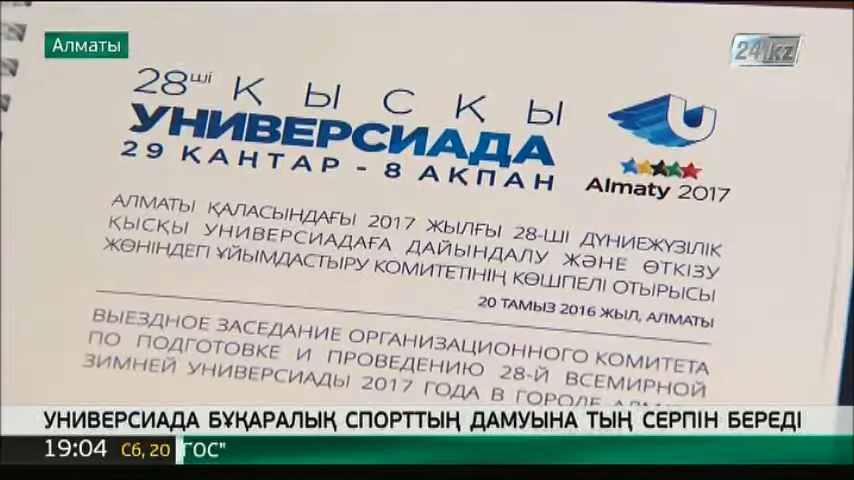 Алматы
24.kz
28ші ҚЫСҚЫ
УНИВЕРСИАДА
29 ҚАҢТАР - 8 АҚПАН
Almaty 2017
АЛМАТЫ ҚАЛАСЫНДАҒЫ 2017 ЖЫЛҒЫ 28-ШІ ДҮНИЕЖҮЗІЛІК
ҚЫСҚЫ УНИВЕРСИАДАҒА ДАЙЫНДАЛУ ЖӘНЕ ӨТКІЗУ
ЖӨНІНДЕГІ ҰЙЫМДАСТЫРУ КОМИТЕТІНІҢ КӨШПЕЛІ ОТЫРЫСЫ
20 ТАМЫЗ 2016 ЖЫЛ, АЛМАТЫ
ВЫЕЗДНОЕ ЗАСЕДАНИЕ ОРГАНИЗАЦИОННОГО КОМИТЕТА
ПО ПОДГОТОВКЕ И ПРОВЕДЕНИЮ 28-Й ВСЕМИРНОЙ
ЗИМНЕЙ УНИВЕРСИАДЫ 2017 ГОДА В ГОРОДЕ
УНИВЕРСИАДА БҰҚАРАЛЫҚ СПОРТТЫҢ ДАМУЫНА ТЫҢ СЕРПІН БЕРЕДІ
19:04 Сб, 20 ГОС"